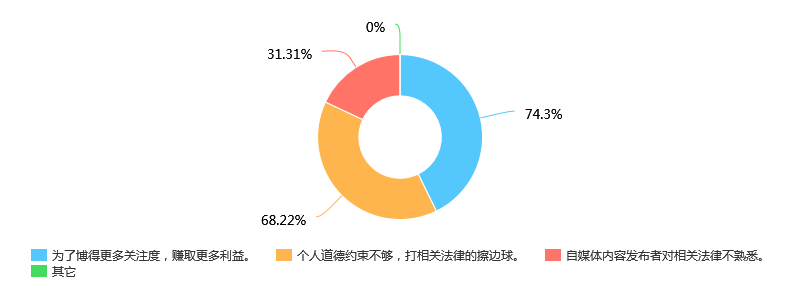 0%
31.31%
74.3%
68.22%
为了博得更多关注度，赚取更多利益。 个人道德约束不够，打相关法律的擦边球。 自媒体内容发布者对相关法律不熟悉。
其它